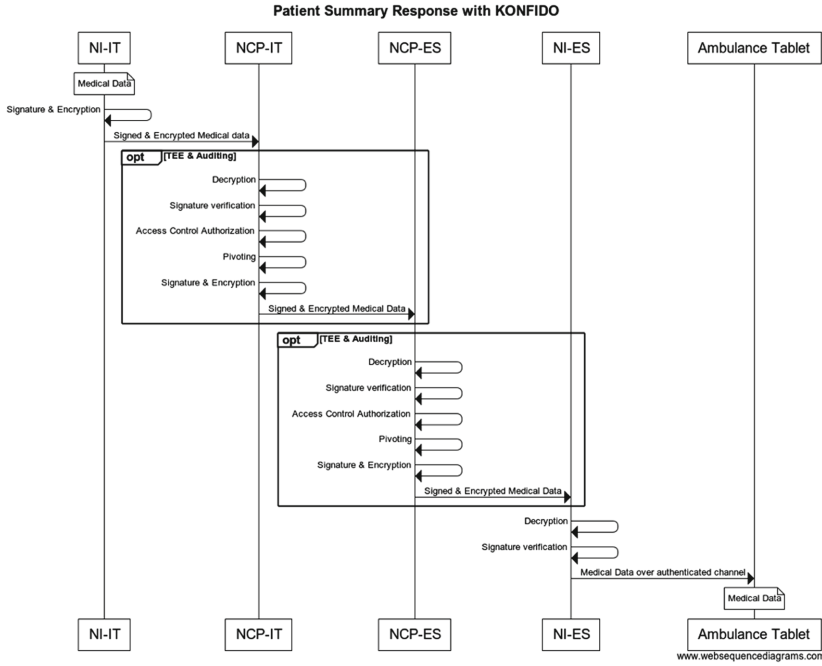 Patient Summary Response with KONFIDO
NI-IT NCP-IT NCP-ES NI-ES Ambulance Tablet
Medical Data
Signature & Encryption
Signed & Encrypted Medical data
opt [TEE & Auditing]
Decryption
Signature verification
Access Control Authorization
Pivoting
Signature & Encryption
Signed & Encrypted Medical Data
opt [TEE & Auditing]
Decryption
Signature verification
Access Control Authorization
Pivoting
Signature & Encryption
Signed & Encrypted Medical Data
Decryption
Signature verification
Medical Data over authenticated channel
Medical Data
NI-IT NCP-IT NCP-ES NI-ES Ambulance Tablet
www.websequencediagrams.com